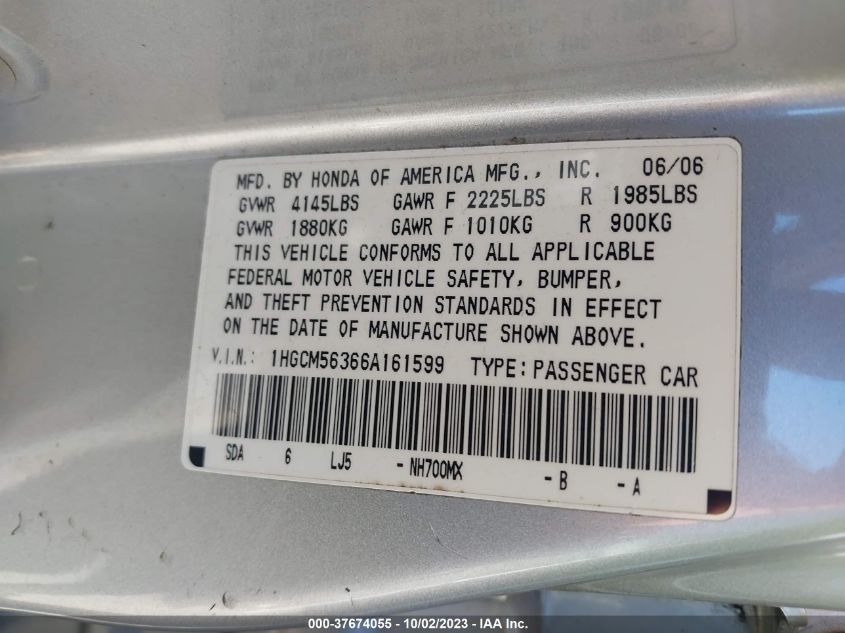 MFD. BY HONDA OF AMERICA MFG., INC. 06/06
GVWR 4145LBS GAWR F 2225LBS R 1985LBS
GVWR 1880KG GAWR F 1010KG R 900KG
THIS VEHICLE CONFORMS TO ALL APPLICABLE
FEDERAL MOTOR VEHICLE SAFETY, BUMPER,
AND THEFT PREVENTION STANDARDS IN EFFECT
ON THE DATE OF MANUFACTURE SHOWN ABOVE.
V.I.N.: 1HGCM56366A161599 TYPE: PASSENGER CAR
SDA 6 LJ5 - NH700MX - B - A
000-37674055 - 10/02/2023 - IAA Inc.